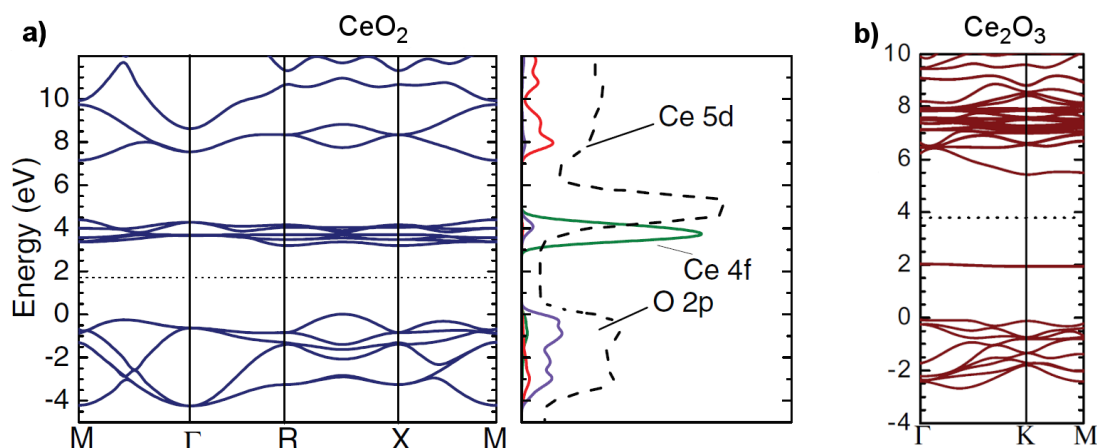 a)
CeO2
Energy (eV)
10
8
6
4
2
0
-2
-4
M Γ R X M
Ce 5d
Ce 4f
O 2p
b)
Ce2O3
10
8
6
4
2
0
-2
-4
Γ K M